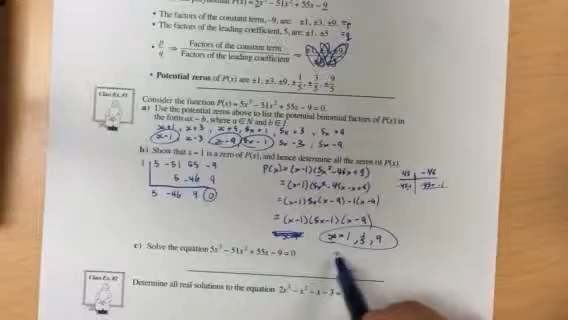 polynomial P(x) = 5x³ − 51x² + 55x − 9
• The factors of the constant term, −9, are: ±1, ±3, ±9 = p
• The factors of the leading coefficient, 5, are: ±1, ±5 = q
• p/q ⇒ Factors of the constant term / Factors of the leading coefficient ⇒
• Potential zeros of P(x) are ±1, ±3, ±9, ±1/5, ±3/5, ±9/5
Class Ex. #1
Consider the function P(x) = 5x³ − 51x² + 55x − 9 = 0.
a) Use the potential zeros above to list the potential binomial factors of P(x) in
the form ax − b, where a ∈ N and b ∈ I.
x+1, x+3, x+9, 5x+1, 5x+3, 5x+9
x−1, x−3, x−9, 5x−1, 5x−3, 5x−9
b) Show that x = 1 is a zero of P(x), and hence determine all the zeros of P(x).
1 | 5 −51 55 −9
5 −46 9
5 −46 9 0
P(x) = (x−1)(5x²−46x+9)
= (x−1)(5x²−45x−x+9)
= (x−1)5x(x−9)−1(x−9)
= (x−1)(5x−1)(x−9)
x = 1, 1/5, 9
45 | −46
−45,−1
c) Solve the equation 5x³ − 51x² + 55x − 9 = 0
Class Ex. #2
Determine all real solutions to the equation 2x³ − x² − x − 3 =